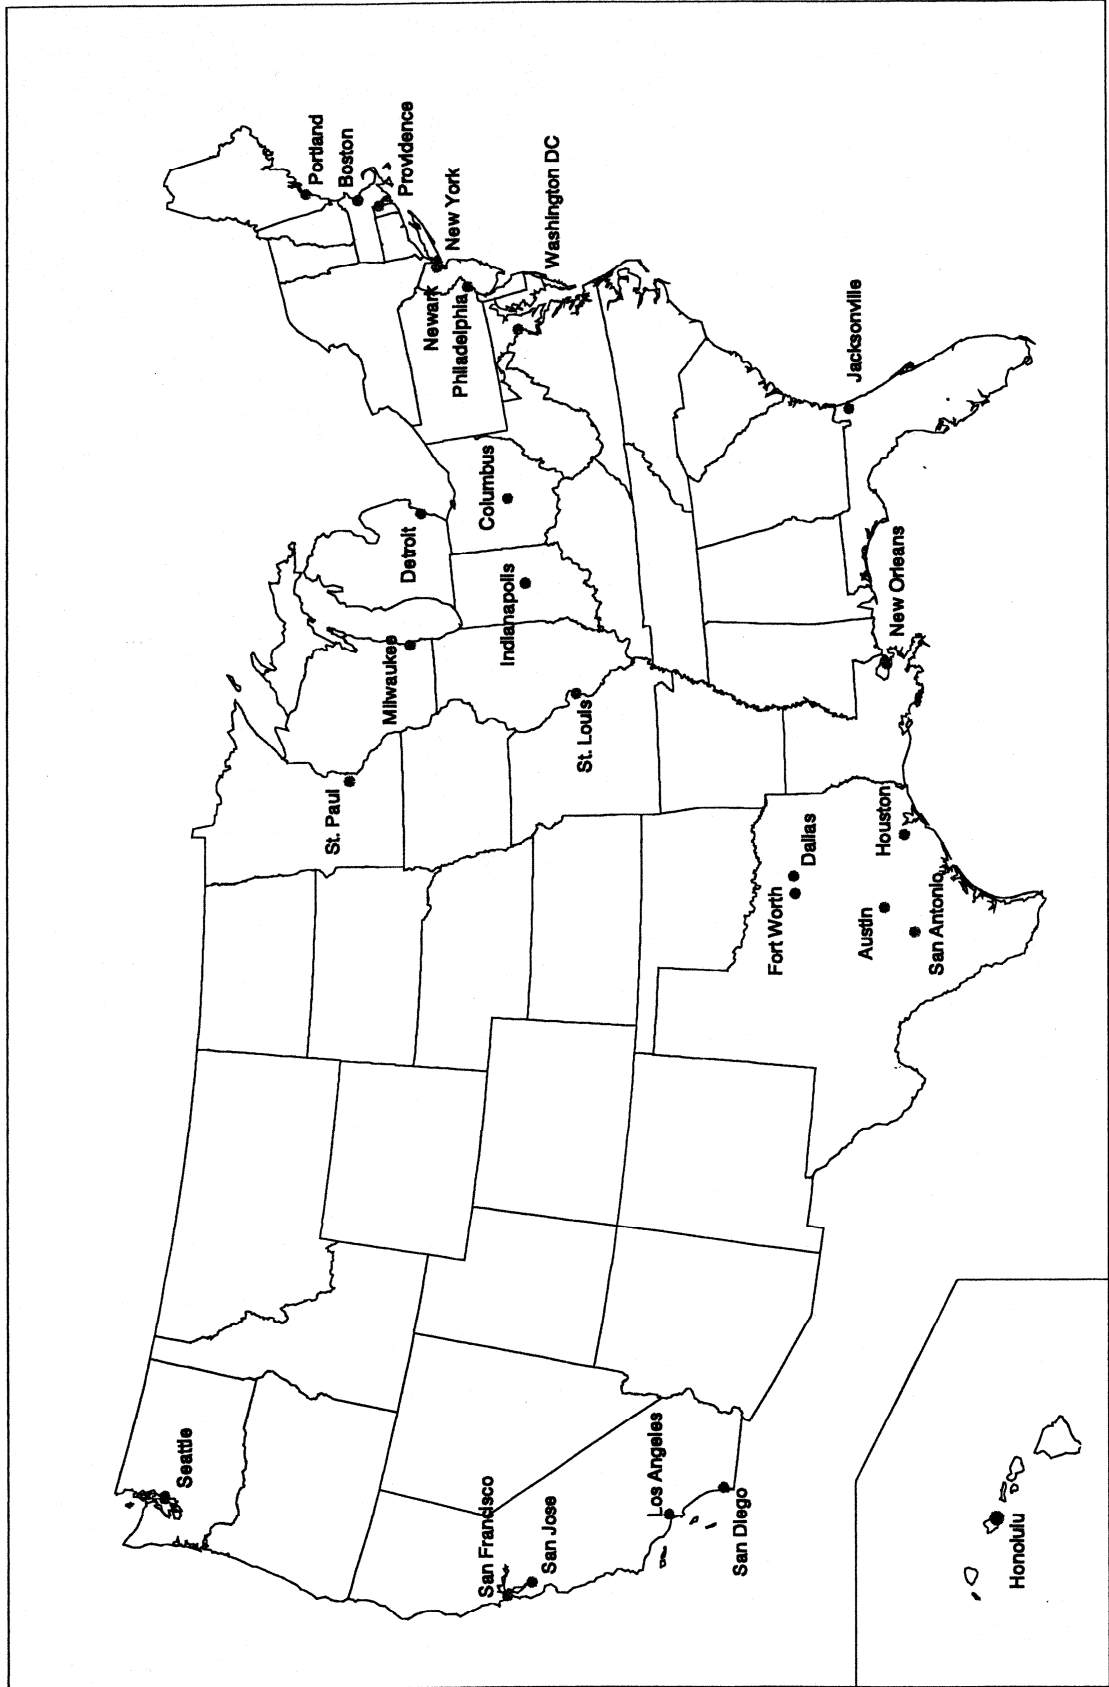 Seattle
San Francisco
San Jose
Los Angeles
San Diego
Honolulu
St. Paul
Milwaukee
Detroit
Indianapolis
Columbus
St. Louis
Fort Worth
Dallas
Austin
San Antonio
Houston
New Orleans
Jacksonville
Washington DC
Philadelphia
Newark
New York
Providence
Boston
Portland